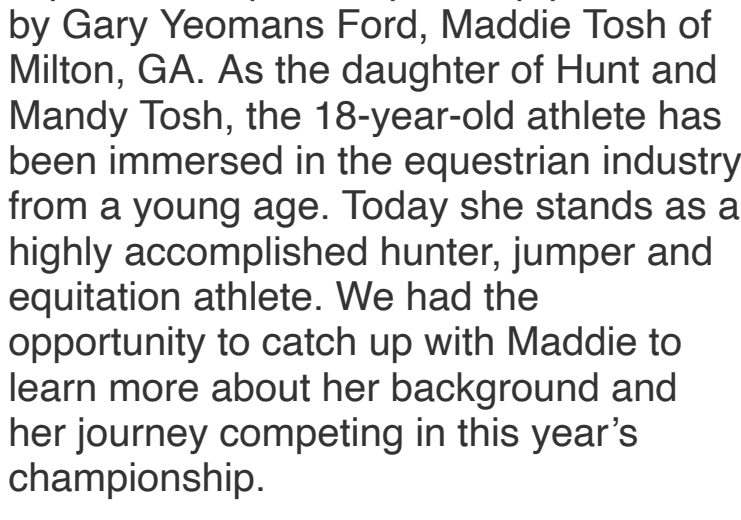 by Gary Yeomans Ford, Maddie Tosh of
Milton, GA. As the daughter of Hunt and
Mandy Tosh, the 18-year-old athlete has
been immersed in the equestrian industry
from a young age. Today she stands as a
highly accomplished hunter, jumper and
equitation athlete. We had the
opportunity to catch up with Maddie to
learn more about her background and
her journey competing in this year’s
championship.